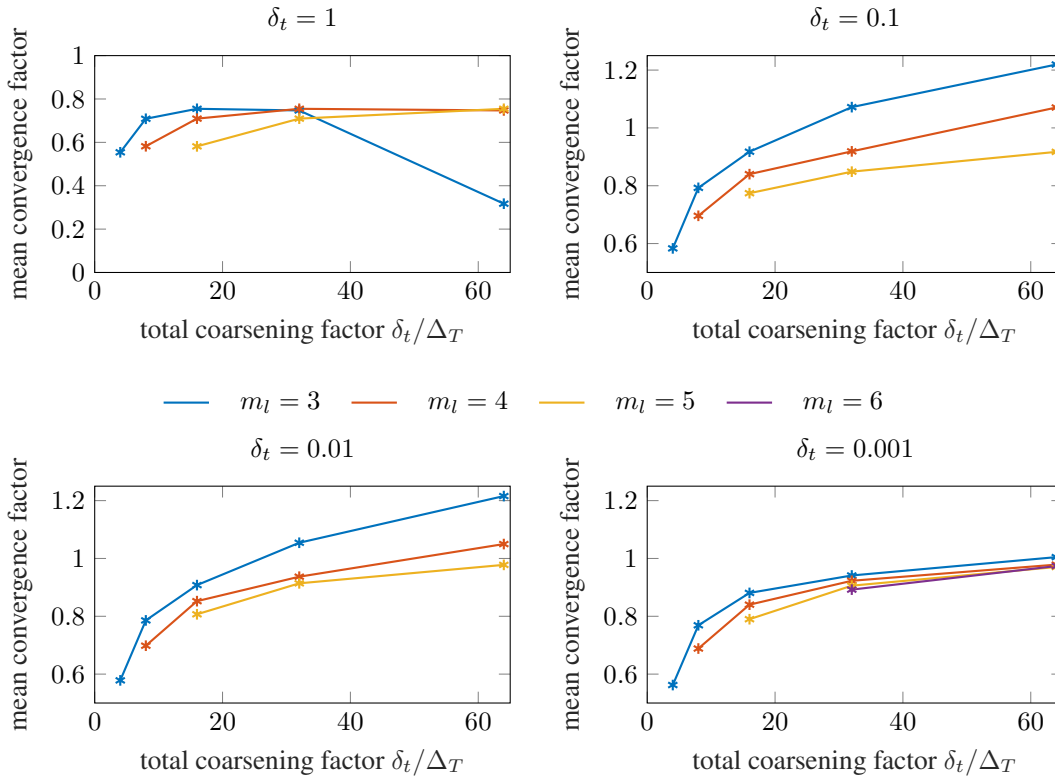 δ_t = 1
mean convergence factor
1
0.8
0.6
0.4
0.2
0
0 20 40 60
total coarsening factor δ_t/Δ_T
δ_t = 0.1
mean convergence factor
1.2
1
0.8
0.6
0 20 40 60
total coarsening factor δ_t/Δ_T
m_l = 3 m_l = 4 m_l = 5 m_l = 6
δ_t = 0.01
mean convergence factor
1.2
1
0.8
0.6
0 20 40 60
total coarsening factor δ_t/Δ_T
δ_t = 0.001
mean convergence factor
1.2
1
0.8
0.6
0 20 40 60
total coarsening factor δ_t/Δ_T